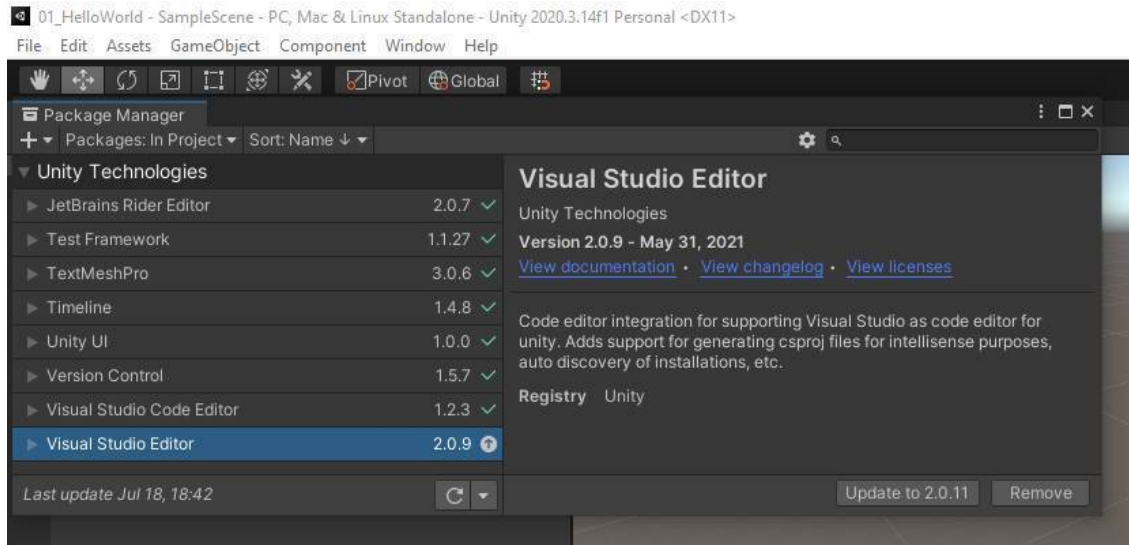 01_HelloWorld - SampleScene - PC, Mac & Linux Standalone - Unity 2020.3.14f1 Personal <DX11>
File Edit Assets GameObject Component Window Help
Pivot Global
Package Manager
Packages: In Project Sort: Name ↓
Unity Technologies
JetBrains Rider Editor 2.0.7
Test Framework 1.1.27
TextMeshPro 3.0.6
Timeline 1.4.8
Unity UI 1.0.0
Version Control 1.5.7
Visual Studio Code Editor 1.2.3
Visual Studio Editor 2.0.9
Last update Jul 18, 18:42
Visual Studio Editor
Unity Technologies
Version 2.0.9 - May 31, 2021
View documentation • View changelog • View licenses
Code editor integration for supporting Visual Studio as code editor for
unity. Adds support for generating csproj files for intellisense purposes,
auto discovery of installations, etc.
Registry Unity
Update to 2.0.11 Remove